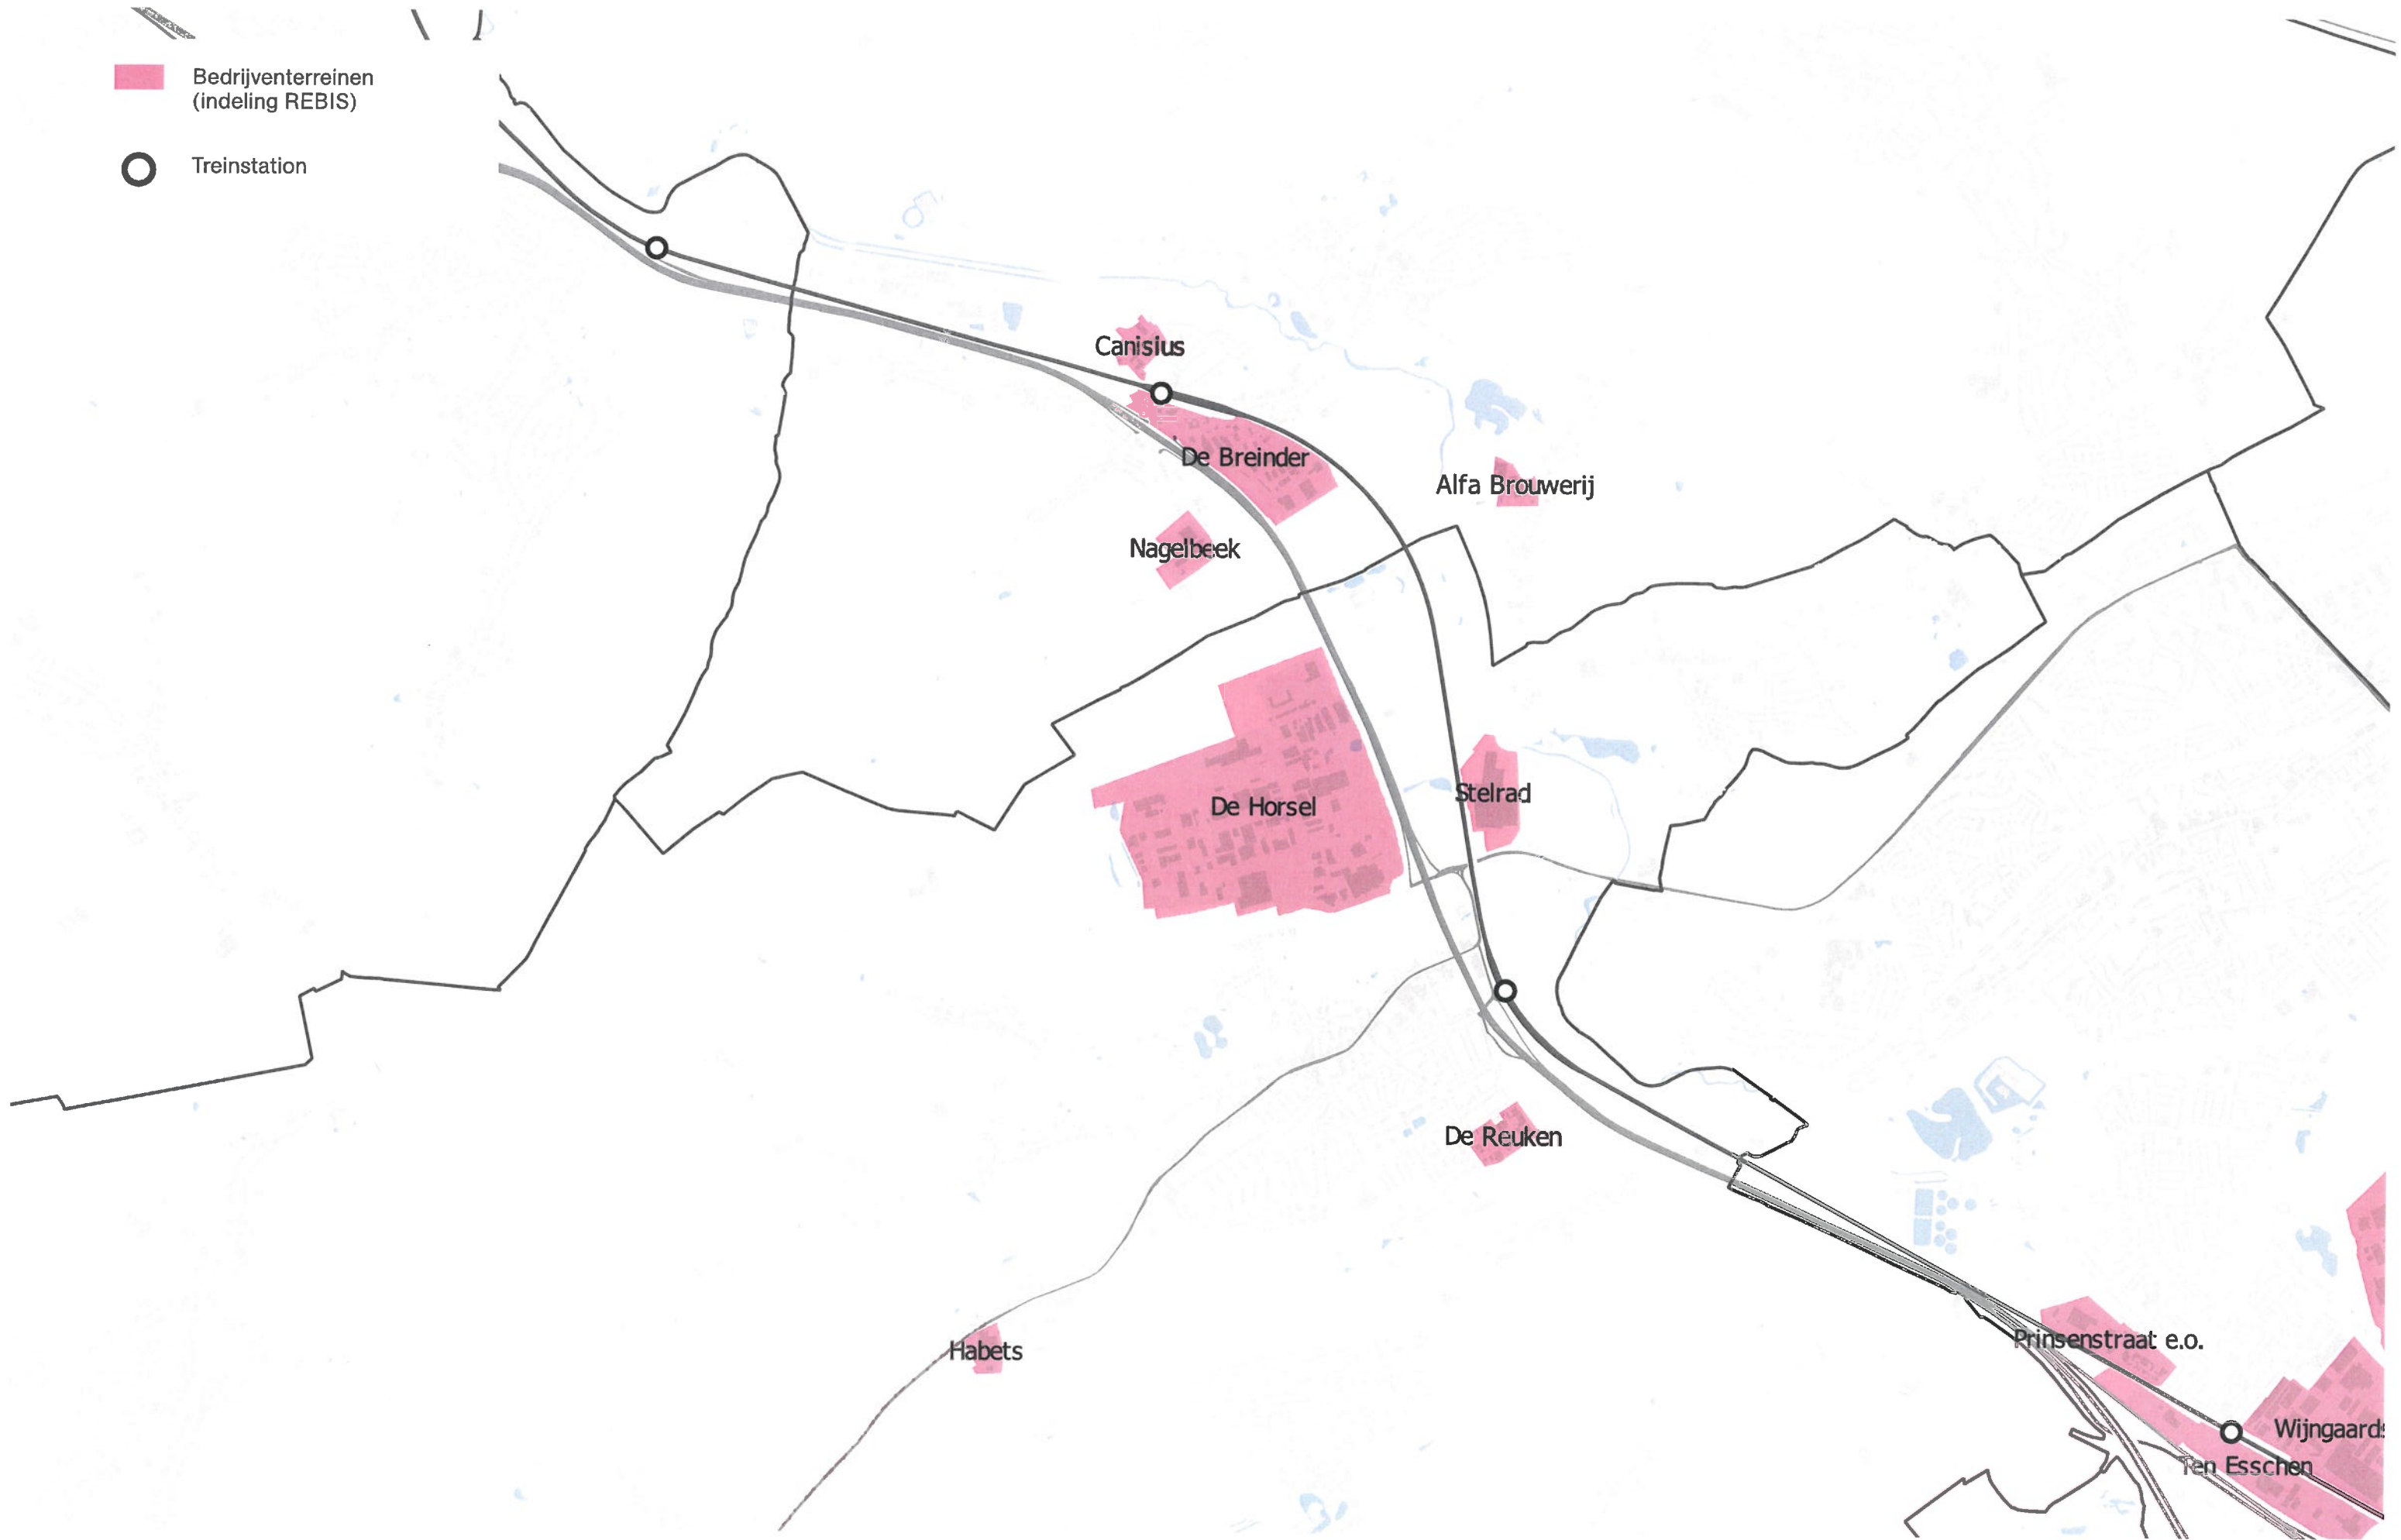 Bedrijventerreinen
(indeling REBIS)
Treinstation
Canisius
De Breinder
Alfa Brouwerij
Nagelbeek
De Horsel
Stelrad
De Reuken
Habets
Prinsenstraat e.o.
Wijngaards
Ten Esschen